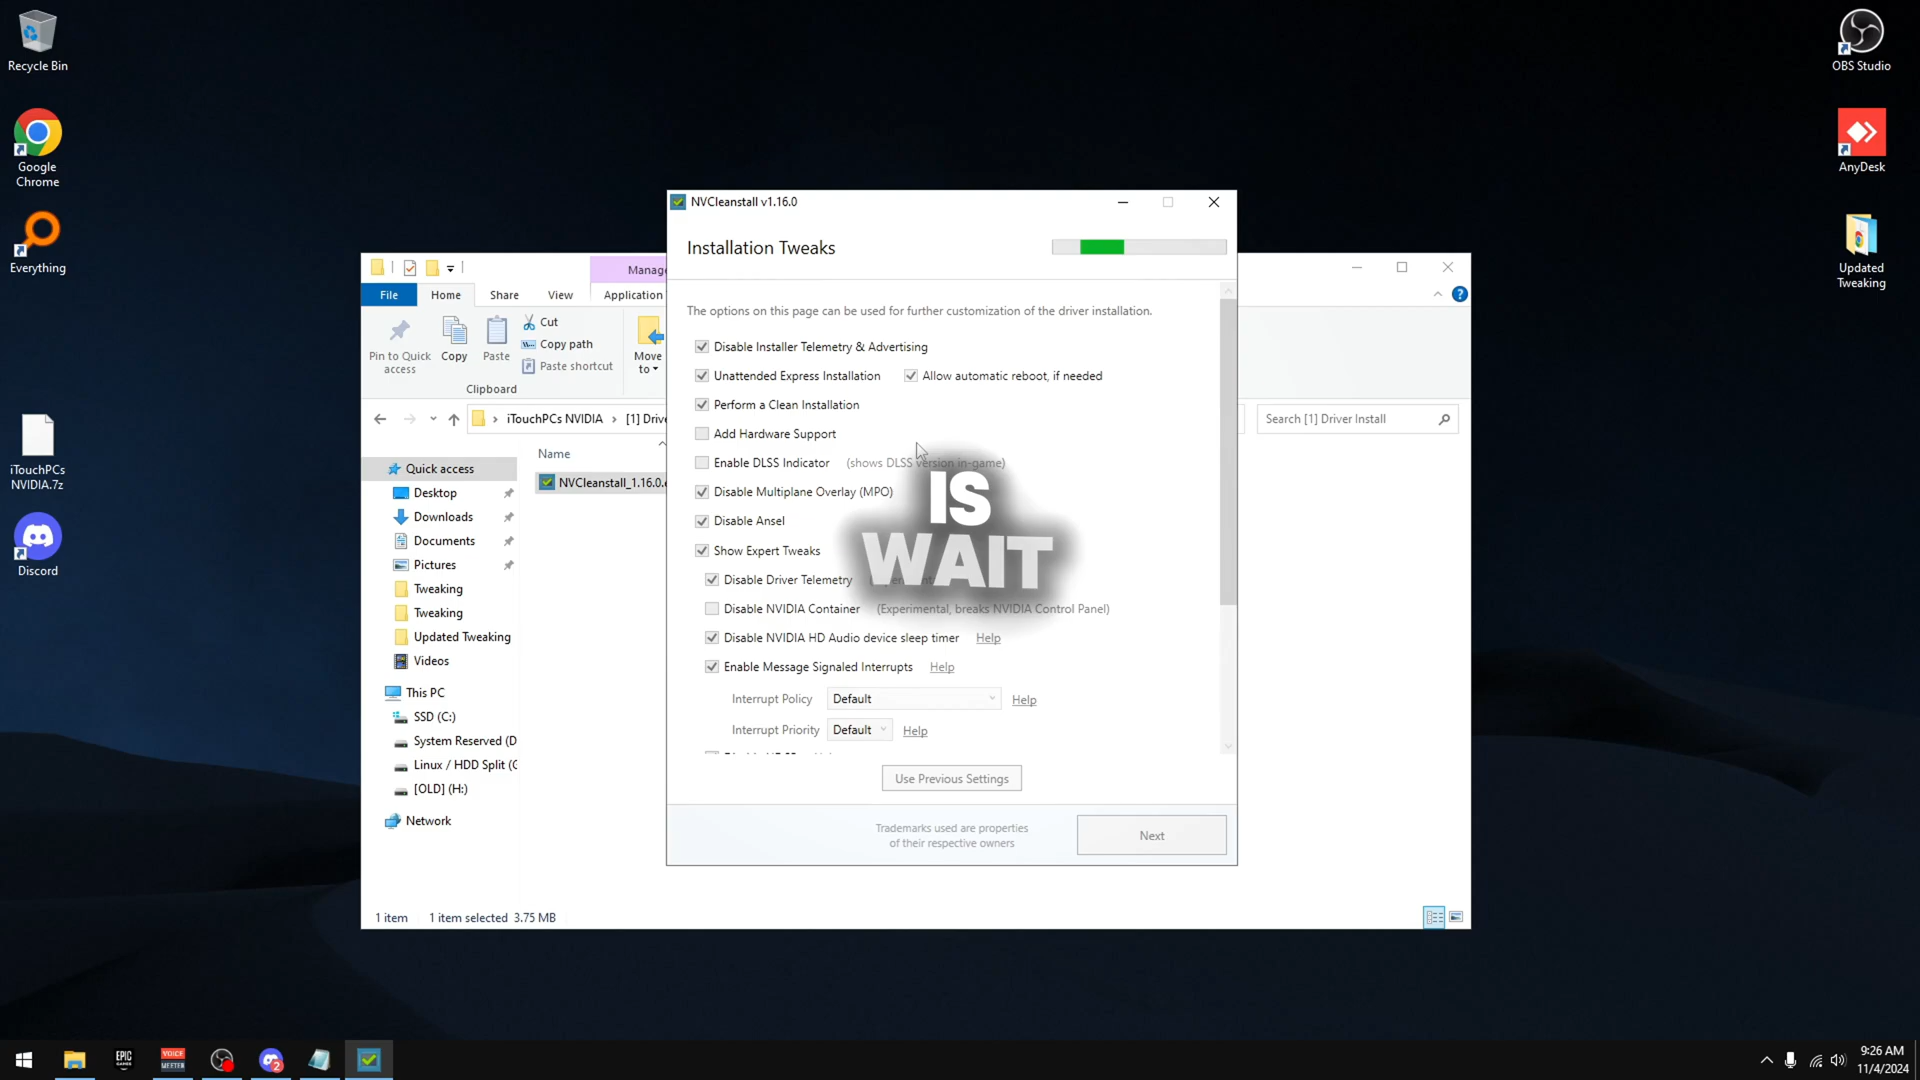 Recycle Bin
Google
Chrome
Everything
iTouchPCs
NVIDIA.7z
Discord
OBS Studio
AnyDesk
Updated
Tweaking
Manage
File
Home
Share
View
Application
Pin to Quick
access
Copy
Paste
Cut
Copy path
Paste shortcut
Move
to
Clipboard
iTouchPCs NVIDIA
[1] Drive
Search [1] Driver Install
Name
Quick access
Desktop
Downloads
Documents
Pictures
Tweaking
Tweaking
Updated Tweaking
Videos
This PC
SSD (C:)
System Reserved (D
Linux / HDD Split (G
[OLD] (H:)
Network
NVCleanstall_1.16.0.e
1 item
1 item selected 3.75 MB
NVCleanstall v1.16.0
Installation Tweaks
The options on this page can be used for further customization of the driver installation.
Disable Installer Telemetry & Advertising
Unattended Express Installation
Allow automatic reboot, if needed
Perform a Clean Installation
Add Hardware Support
Enable DLSS Indicator (shows DLSS version in-game)
Disable Multiplane Overlay (MPO)
Disable Ansel
Show Expert Tweaks
Disable Driver Telemetry
Disable NVIDIA Container (Experimental, breaks NVIDIA Control Panel)
Disable NVIDIA HD Audio device sleep timer Help
Enable Message Signaled Interrupts Help
Interrupt Policy Default Help
Interrupt Priority Default Help
Use Previous Settings
Trademarks used are properties
of their respective owners
Next
IS
WAIT
EPIC
GAMES
VOICE
MEETER
2
9:26 AM
11/4/2024